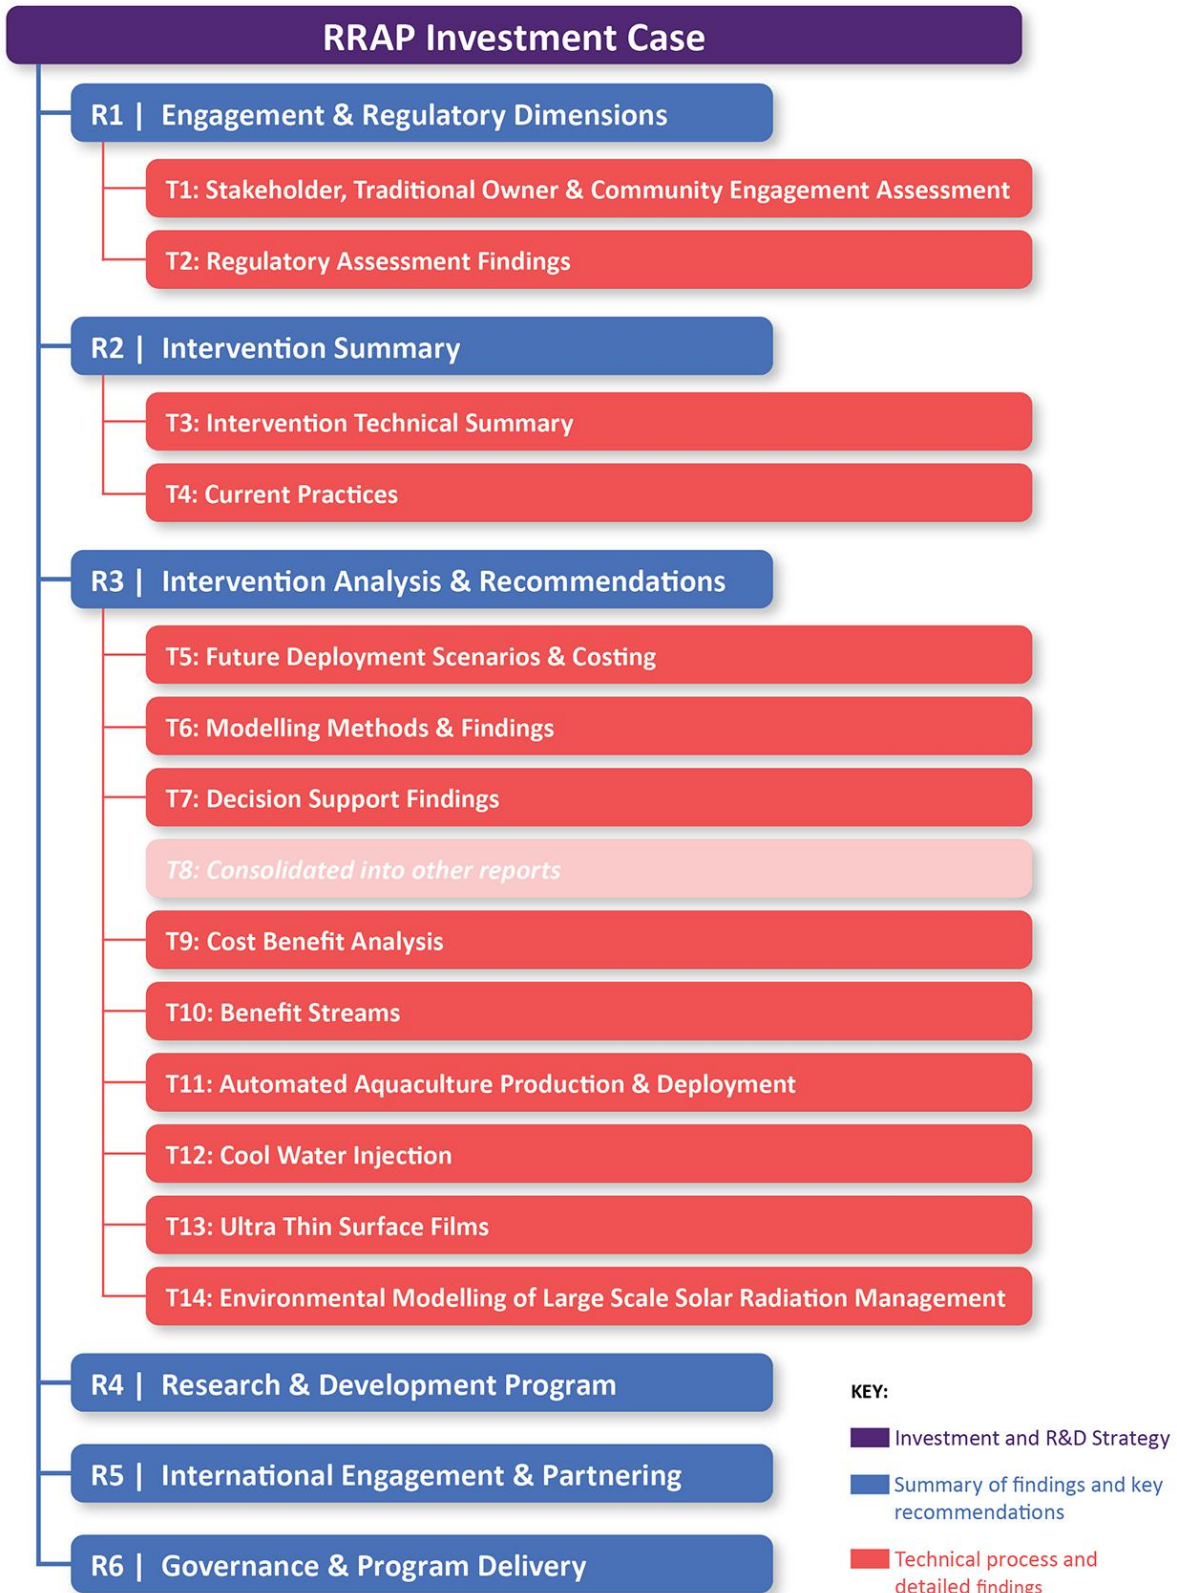 RRAP Investment Case
R1 | Engagement & Regulatory Dimensions
T1: Stakeholder, Traditional Owner & Community Engagement Assessment
T2: Regulatory Assessment Findings
R2 | Intervention Summary
T3: Intervention Technical Summary
T4: Current Practices
R3 | Intervention Analysis & Recommendations
T5: Future Deployment Scenarios & Costing
T6: Modelling Methods & Findings
T7: Decision Support Findings
T8: Consolidated into other reports
T9: Cost Benefit Analysis
T10: Benefit Streams
T11: Automated Aquaculture Production & Deployment
T12: Cool Water Injection
T13: Ultra Thin Surface Films
T14: Environmental Modelling of Large Scale Solar Radiation Management
R4 | Research & Development Program
R5 | International Engagement & Partnering
R6 | Governance & Program Delivery
KEY:
Investment and R&D Strategy
Summary of findings and key
recommendations
Technical process and
detailed findings